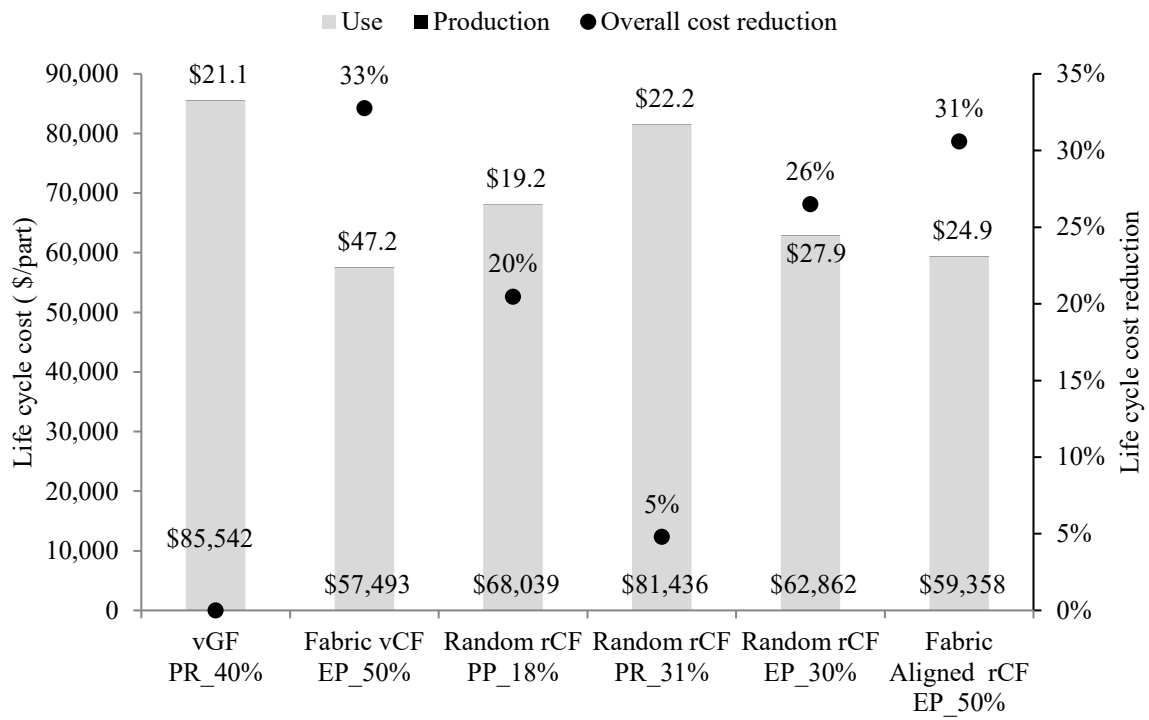 Use Production Overall cost reduction
Life cycle cost ( $/part)
90,000
80,000
70,000
60,000
50,000
40,000
30,000
20,000
10,000
0
$21.1
33%
$22.2
31%
$19.2
26%
$47.2
$24.9
$27.9
20%
5%
$85,542
$57,493 $68,039 $81,436 $62,862 $59,358
35%
30%
25%
20%
15%
10%
5%
0%
Life cycle cost reduction
vGF
PR_40%
Fabric vCF
EP_50%
Random rCF
PP_18%
Random rCF
PR_31%
Random rCF
EP_30%
Fabric
Aligned rCF
EP_50%